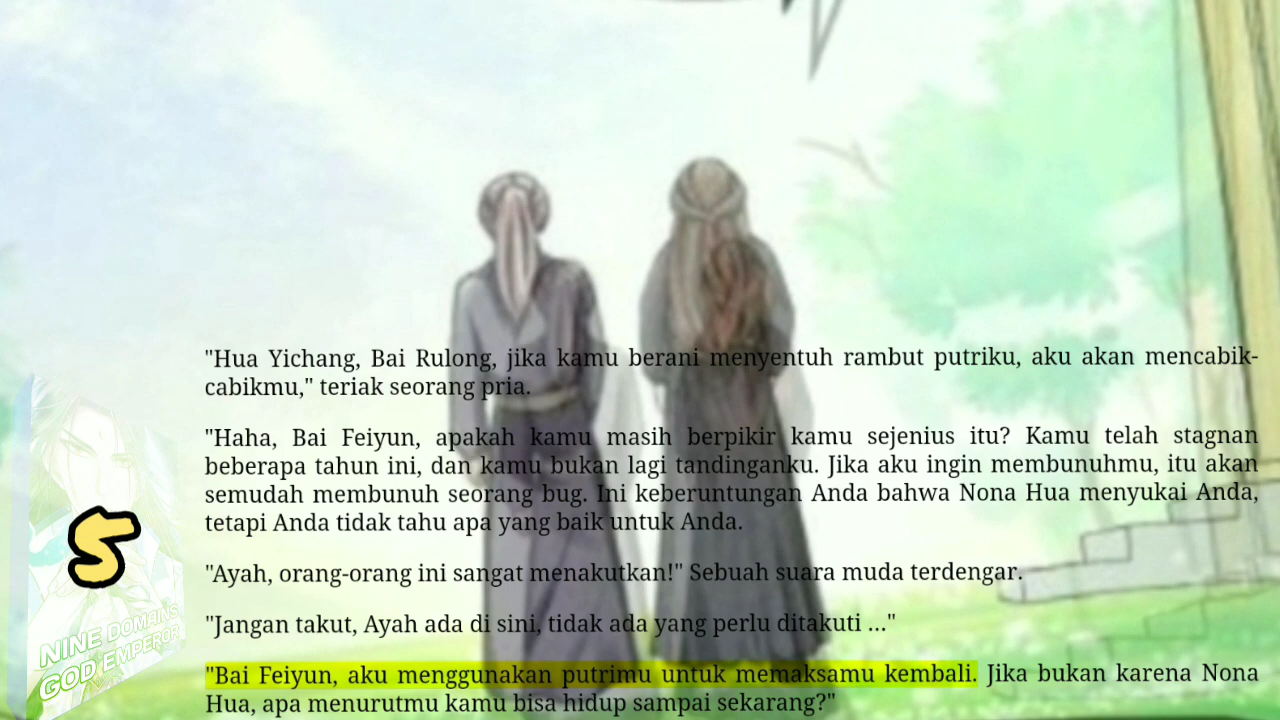 "Hua Yichang, Bai Rulong, jika kamu berani menyentuh rambut putriku, aku akan mencabik-
cabikmu," teriak seorang pria.
"Haha, Bai Feiyun, apakah kamu masih berpikir kamu sejenius itu? Kamu telah stagnan
beberapa tahun ini, dan kamu bukan lagi tandinganku. Jika aku ingin membunuhmu, itu akan
semudah membunuh seorang bug. Ini keberuntungan Anda bahwa Nona Hua menyukai Anda,
tetapi Anda tidak tahu apa yang baik untuk Anda.
"Ayah, orang-orang ini sangat menakutkan!" Sebuah suara muda terdengar.
"Jangan takut, Ayah ada di sini, tidak ada yang perlu ditakuti ..."
"Bai Feiyun, aku menggunakan putrimu untuk memaksamu kembali. Jika bukan karena Nona
Hua, apa menurutmu kamu bisa hidup sampai sekarang?"
S
NINE DOMAINS
GOD EMPEROR